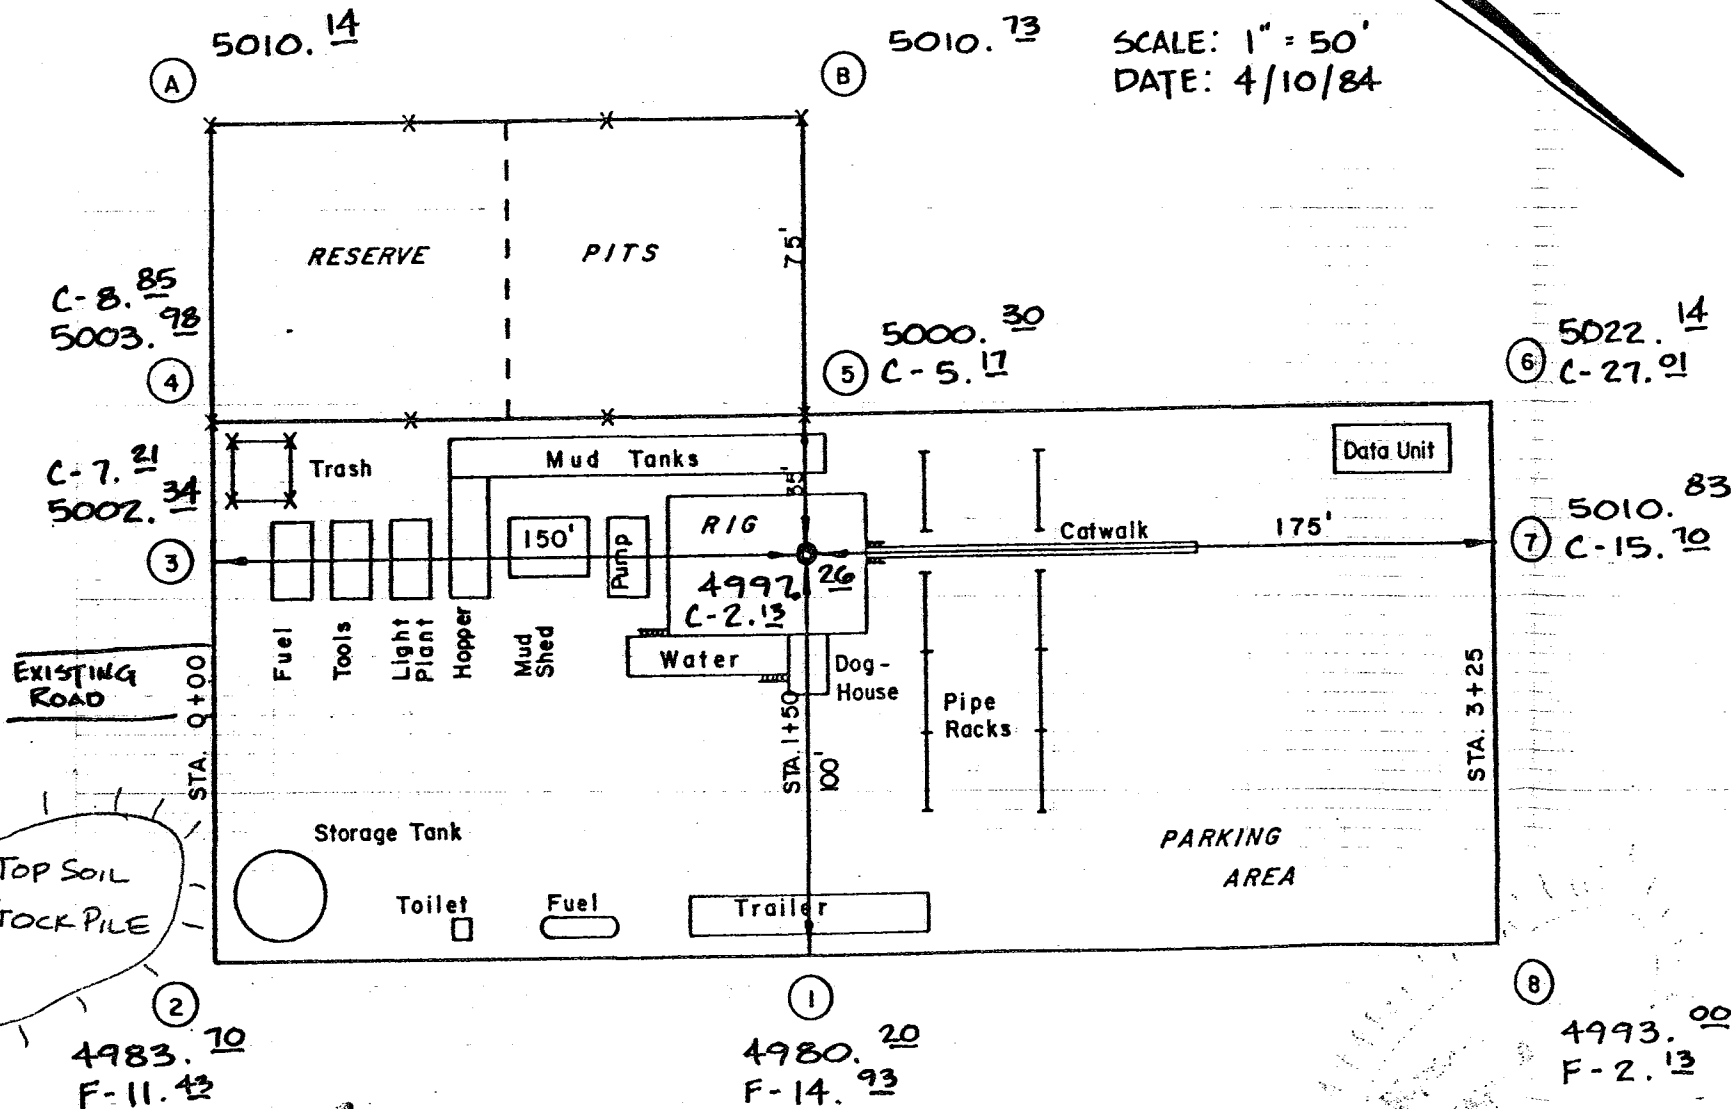 5010.14
A
5010.73
B
SCALE: 1" = 50'
DATE: 4/10/84
RESERVE PITS
75'
C-8.85
5003.98
4
5000.30
5 C-5.17
5022.14
6 C-27.01
C-7.21
5002.34
3
Trash
Mud Tanks
35'
Data Unit
RIG
150'
Pump
Catwalk
175'
5010.83
7 C-15.70
4997.26
C-2.13
Fuel
Tools
Light
Plant
Hopper
Mud
Shed
Water
Dog-
House
EXISTING
ROAD
STA. 0+00
STA. 1+50
100'
Pipe
Racks
STA. 3+25
Storage Tank
PARKING
AREA
TOP SOIL
TOCK PILE
Toilet
Fuel
Trailer
2
4983.70
F-11.43
1
4980.20
F-14.93
8
4993.00
F-2.13